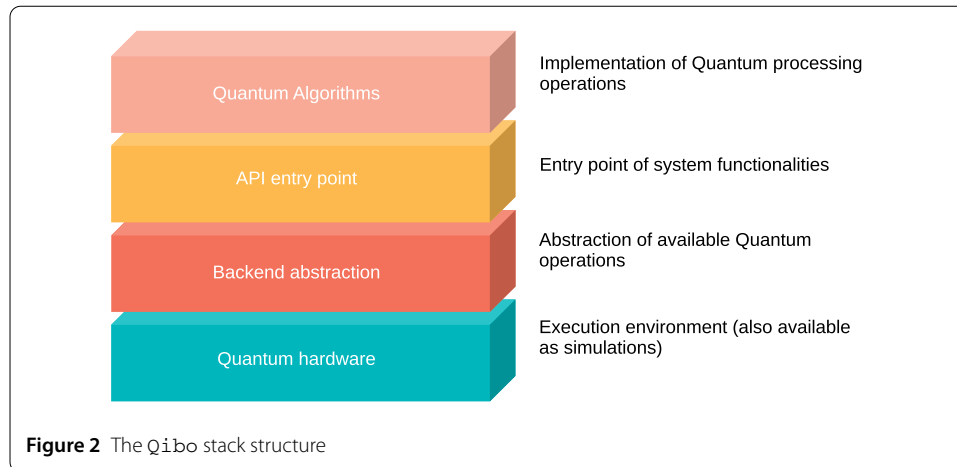 Quantum Algorithms
Implementation of Quantum processing
operations
API entry point
Entry point of system functionalities
Backend abstraction
Abstraction of available Quantum
operations
Quantum hardware
Execution environment (also available
as simulations)
Figure 2 The Qibo stack structure